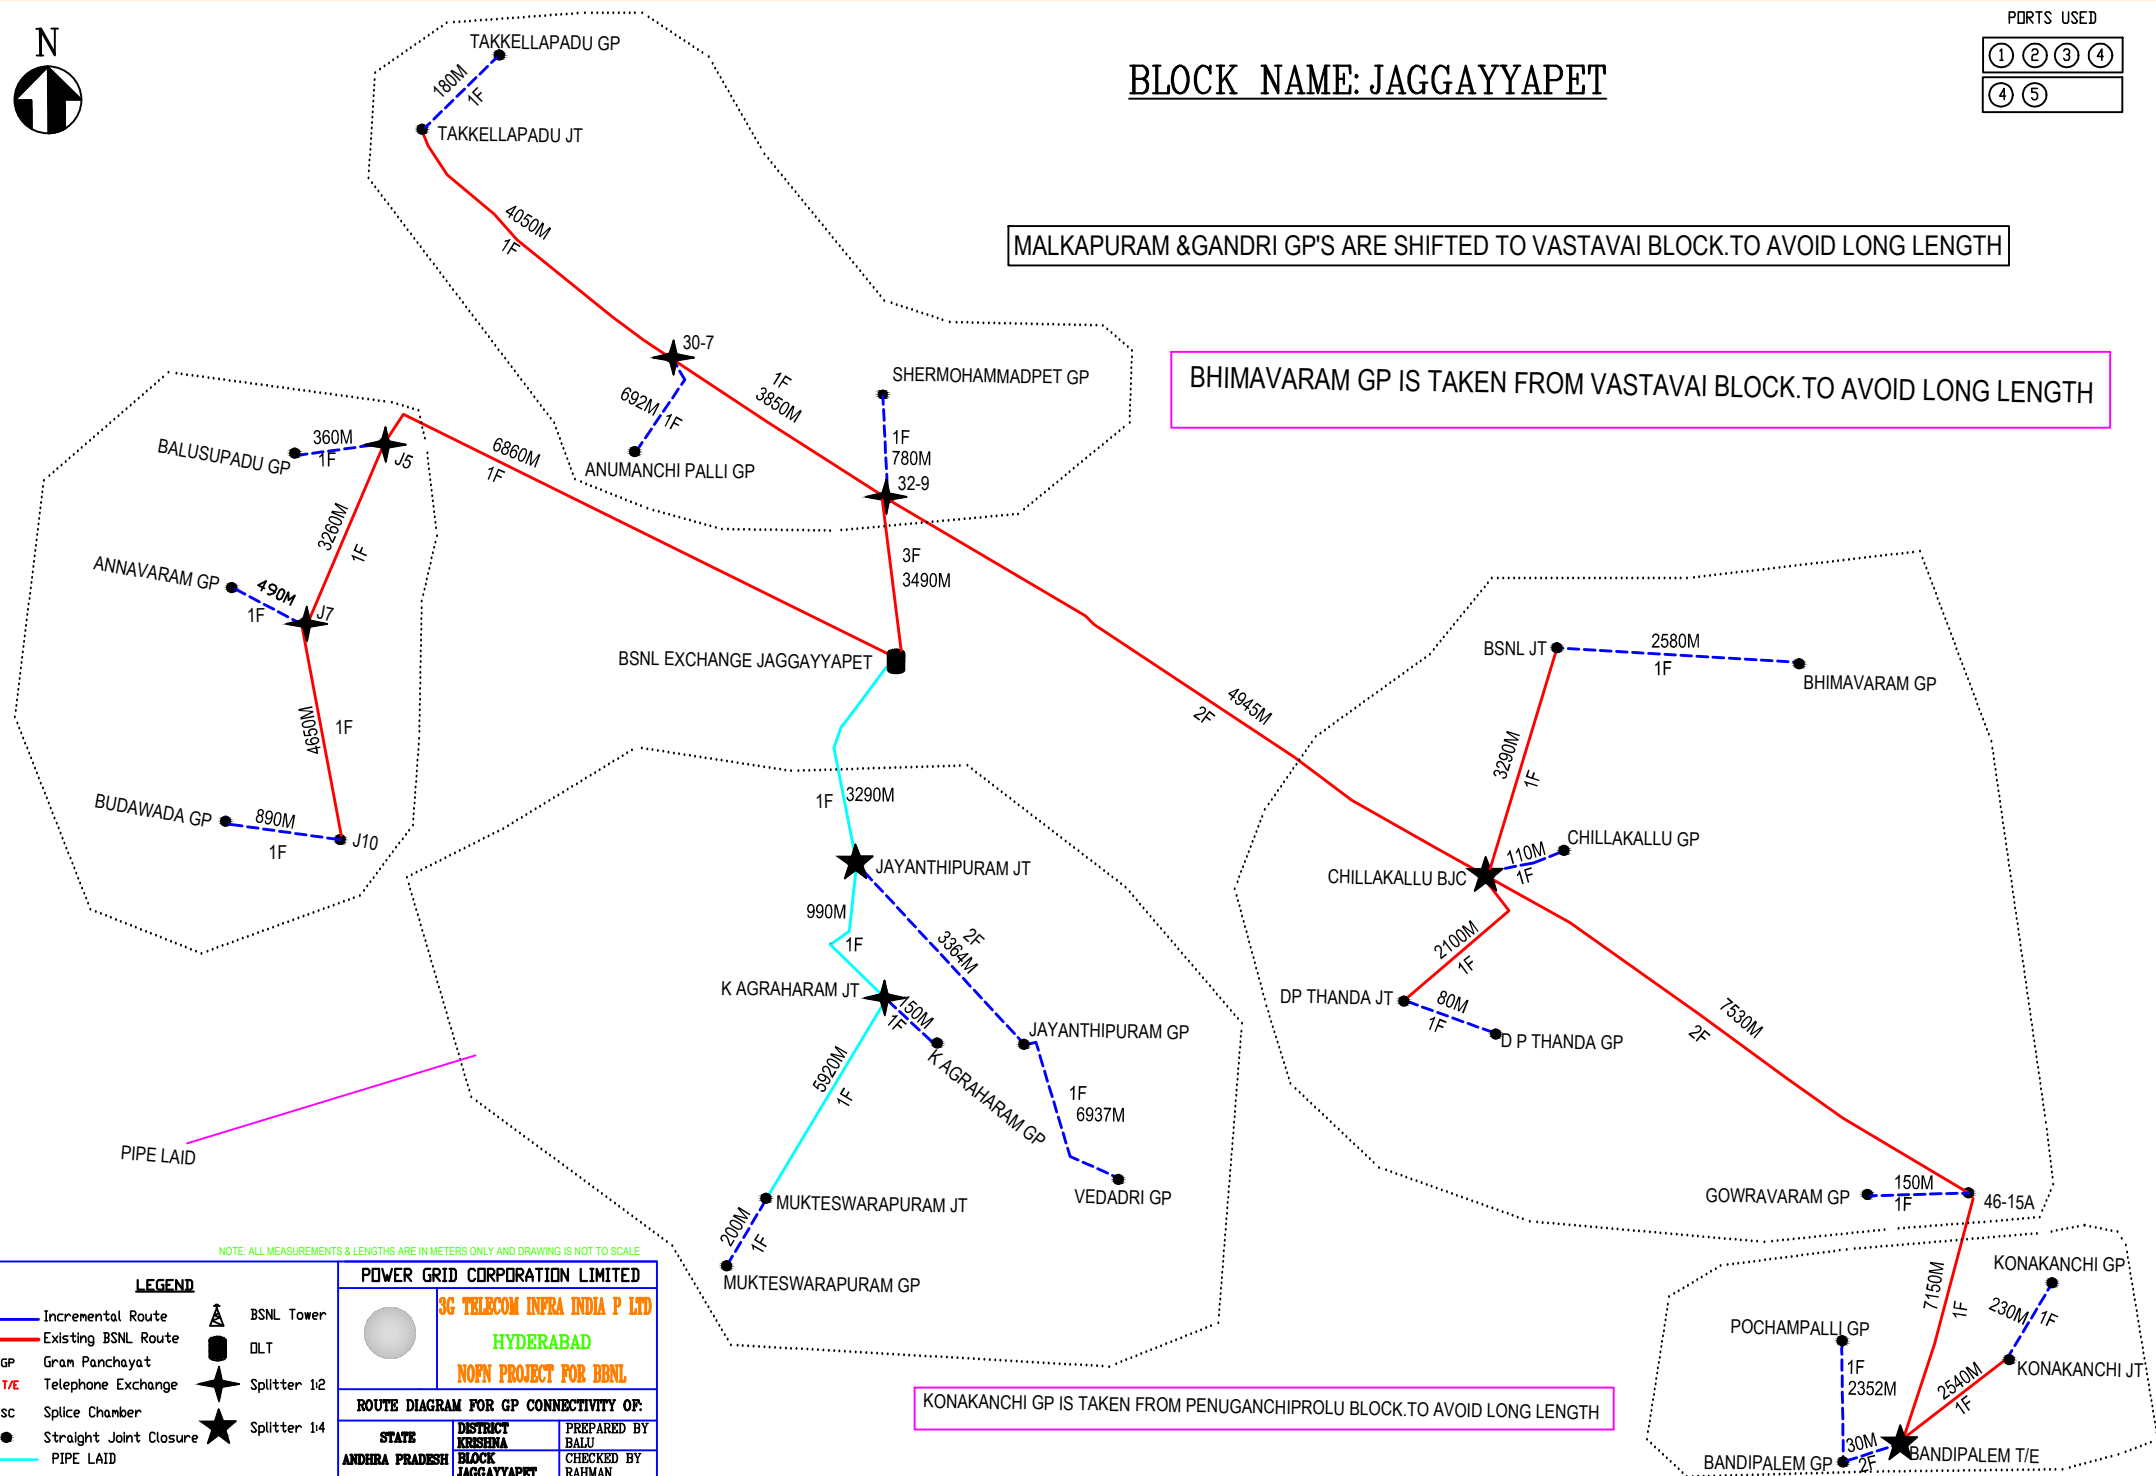 N
PORTS USED
1 2 3 4
4 5
BLOCK NAME: JAGGAYYAPET
MALKAPURAM &GANDRI GP'S ARE SHIFTED TO VASTAVAI BLOCK.TO AVOID LONG LENGTH
BHIMAVARAM GP IS TAKEN FROM VASTAVAI BLOCK.TO AVOID LONG LENGTH
TAKKELLAPADU GP
180M
1F
TAKKELLAPADU JT
4050M
1F
30-7
692M
1F
ANUMANCHI PALLI GP
1F
3850M
SHERMOHAMMADPET GP
1F
780M
32-9
3F
3490M
BALUSUPADU GP
360M
1F
J5
6860M
1F
3260M
1F
ANNAVARAM GP
490M
1F
J7
4650M
1F
BUDAWADA GP
890M
1F
J10
BSNL EXCHANGE JAGGAYYAPET
4945M
2F
BSNL JT
2580M
1F
BHIMAVARAM GP
3290M
1F
CHILLAKALLU GP
110M
1F
CHILLAKALLU BJC
2100M
1F
DP THANDA JT
80M
1F
D P THANDA GP
7530M
2F
GOWRAVARAM GP
150M
1F
46-15A
1F
3290M
JAYANTHIPURAM JT
990M
1F
2F
3364M
K AGRAHARAM JT
150M
1F
K AGRAHARAM GP
JAYANTHIPURAM GP
1F
6937M
VEDADRI GP
5920M
1F
MUKTESWARAPURAM JT
200M
1F
MUKTESWARAPURAM GP
PIPE LAID
7150M
1F
KONAKANCHI GP
230M
1F
KONAKANCHI JT
2540M
1F
POCHAMPALLI GP
1F
2352M
BANDIPALEM GP
30M
2F
BANDIPALEM T/E
KONAKANCHI GP IS TAKEN FROM PENUGANCHIPROLU BLOCK.TO AVOID LONG LENGTH
NOTE: ALL MEASUREMENTS & LENGTHS ARE IN METERS ONLY AND DRAWING IS NOT TO SCALE
LEGEND
Incremental Route
BSNL Tower
Existing BSNL Route
OLT
GP Gram Panchayat
T/E Telephone Exchange
Splitter 1:2
SC Splice Chamber
Splitter 1:4
Straight Joint Closure
PIPE LAID
POWER GRID CORPORATION LIMITED
3G TELECOM INFRA INDIA P LTD
HYDERABAD
NOFN PROJECT FOR BBNL
ROUTE DIAGRAM FOR GP CONNECTIVITY OF:
STATE
ANDHRA PRADESH
DISTRICT
KRISHNA
PREPARED BY
BALU
BLOCK
JAGGAYYAPET
CHECKED BY
RAHMAN